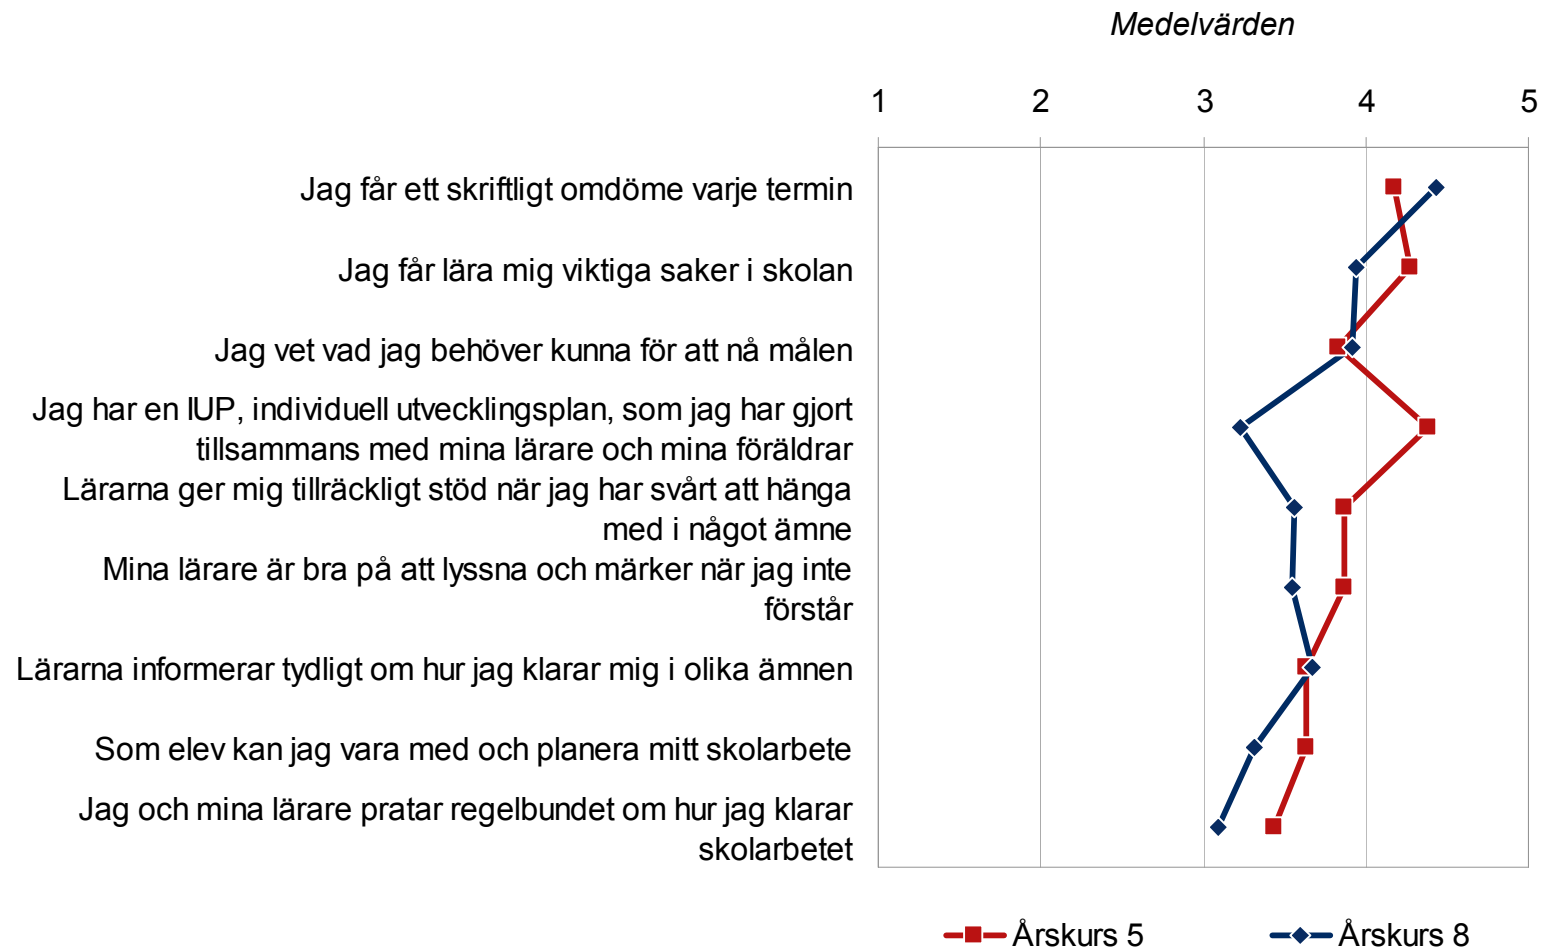 Medelvärden
1 2 3 4 5
Jag får ett skriftligt omdöme varje termin
Jag får lära mig viktiga saker i skolan
Jag vet vad jag behöver kunna för att nå målen
Jag har en IUP, individuell utvecklingsplan, som jag har gjort
tillsammans med mina lärare och mina föräldrar
Lärarna ger mig tillräckligt stöd när jag har svårt att hänga
med i något ämne
Mina lärare är bra på att lyssna och märker när jag inte
förstår
Lärarna informerar tydligt om hur jag klarar mig i olika ämnen
Som elev kan jag vara med och planera mitt skolarbete
Jag och mina lärare pratar regelbundet om hur jag klarar
skolarbetet
Årskurs 5 Årskurs 8